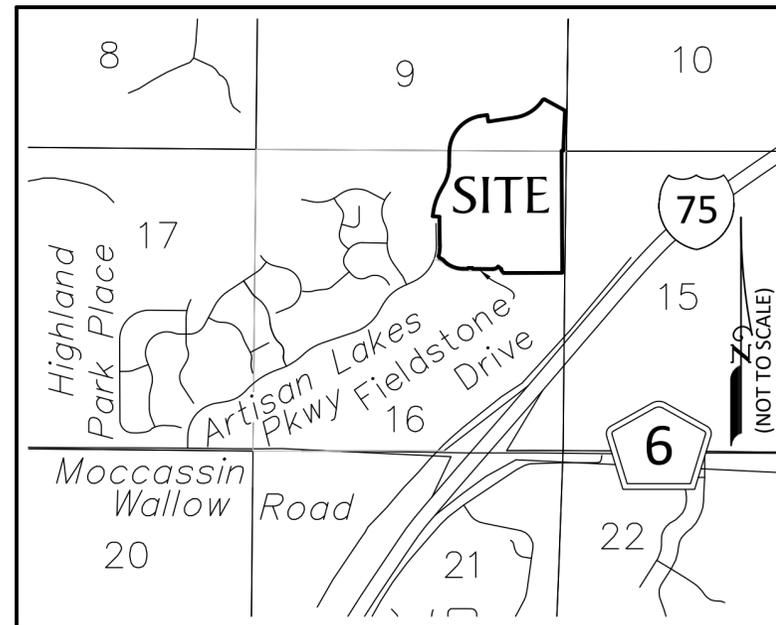 8
9
10
SITE
75
17
15
Highland
Park Place
Artisan Lakes
Pkwy
Fieldstone
Drive
16
N
(NOT TO SCALE)
6
Moccassin
Wallow Road
20
21
22